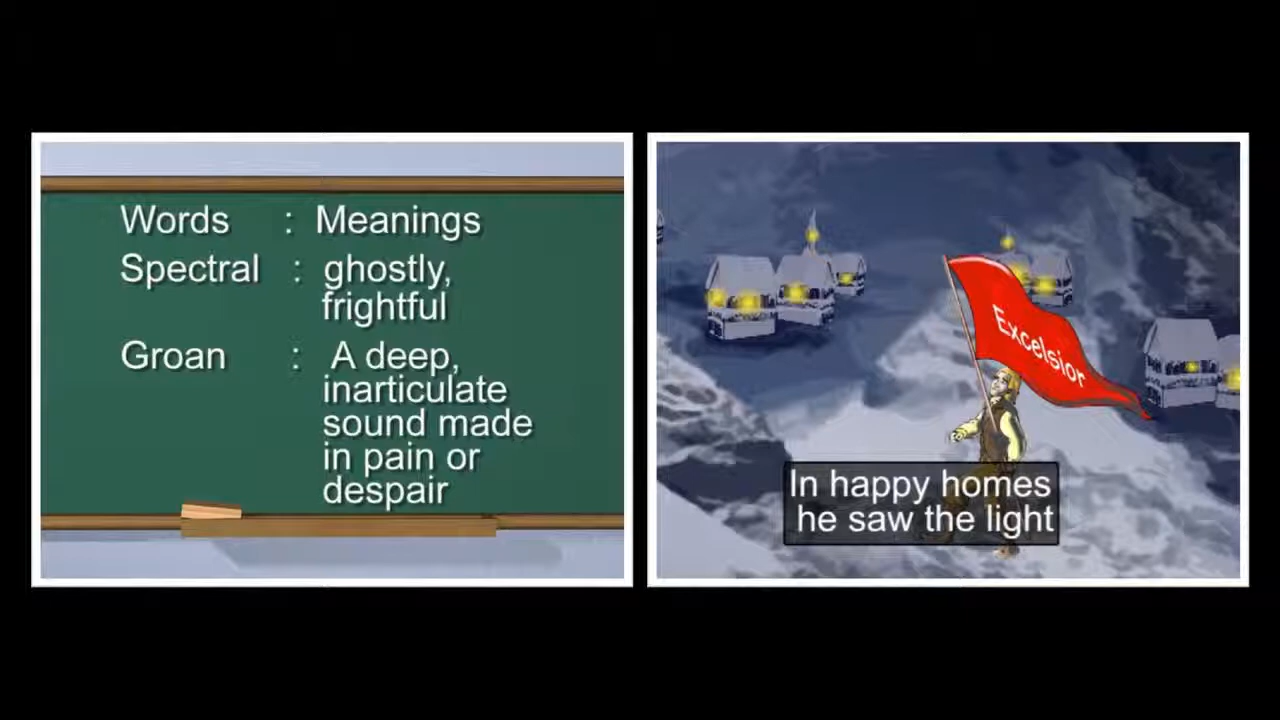 Words : Meanings
Spectral : ghostly,
frightful
Groan : A deep,
inarticulate
sound made
in pain or
despair
Excelsior
In happy homes
he saw the light